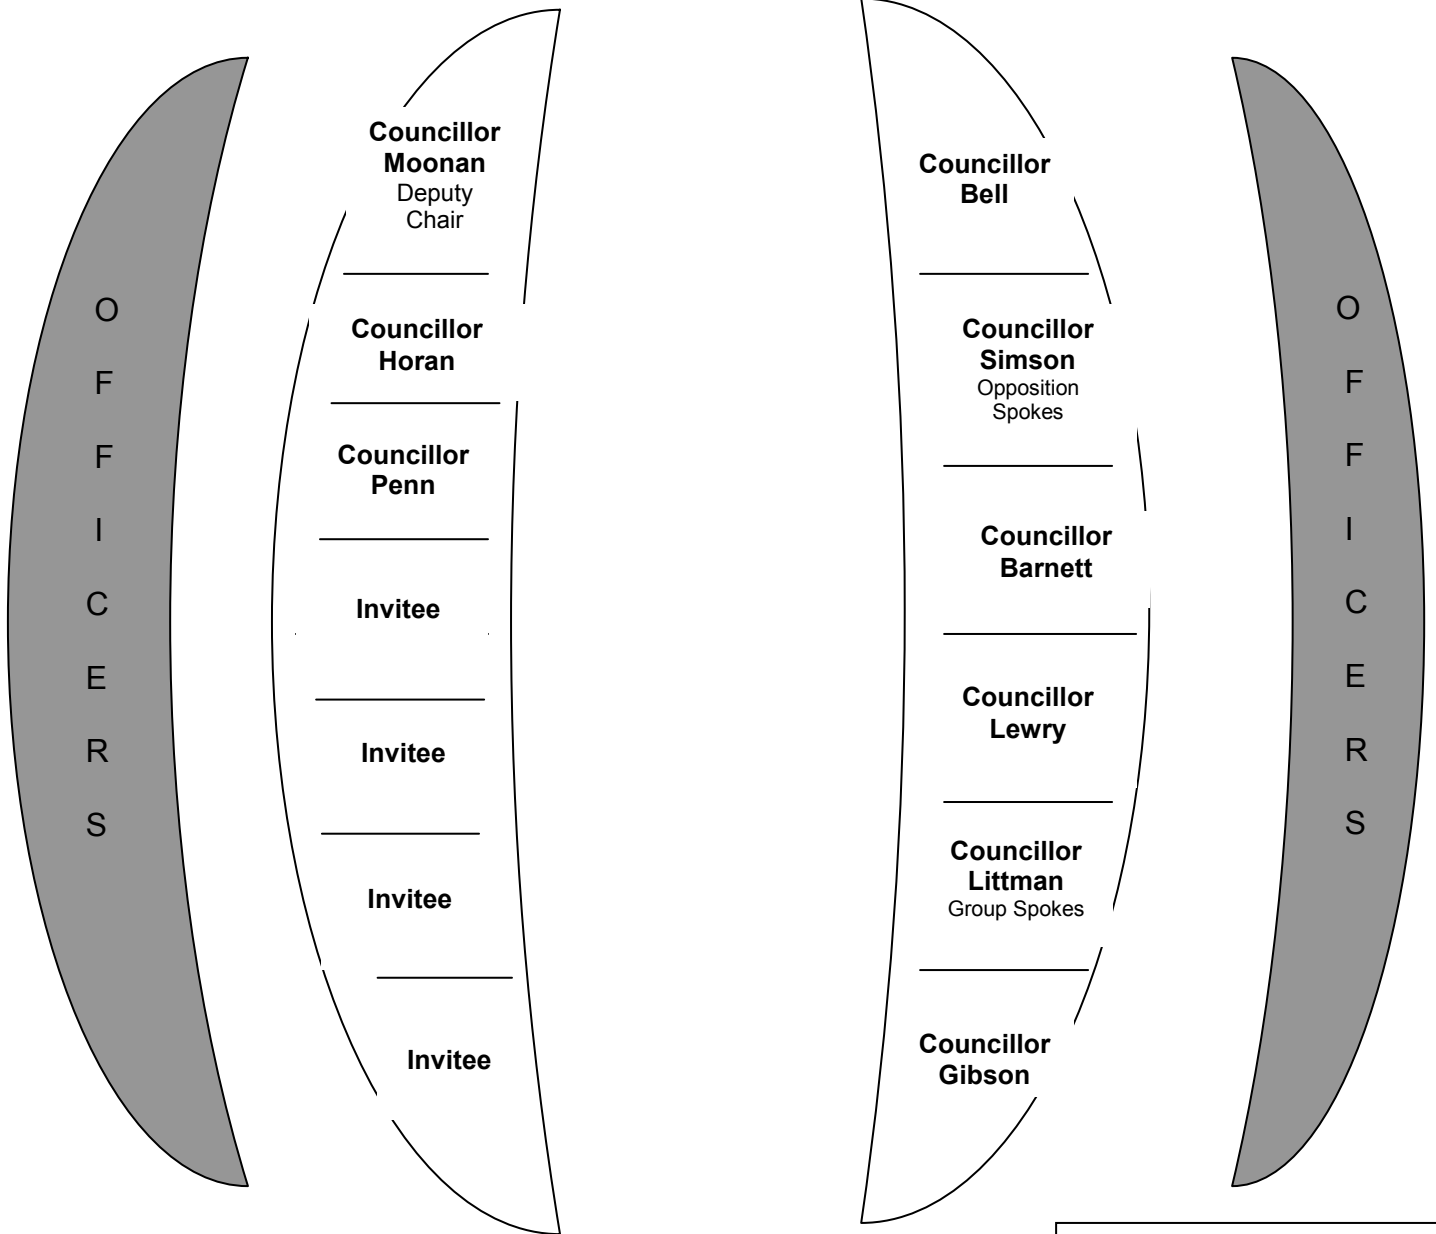 O
F
F
I
C
E
R
S
Councillor
Moonan
Deputy
Chair
Councillor
Horan
Councillor
Penn
Invitee
Invitee
Invitee
Invitee
Councillor
Bell
Councillor
Simson
Opposition
Spokes
Councillor
Barnett
Councillor
Lewry
Councillor
Littman
Group Spokes
Councillor
Gibson
O
F
F
I
C
E
R
S